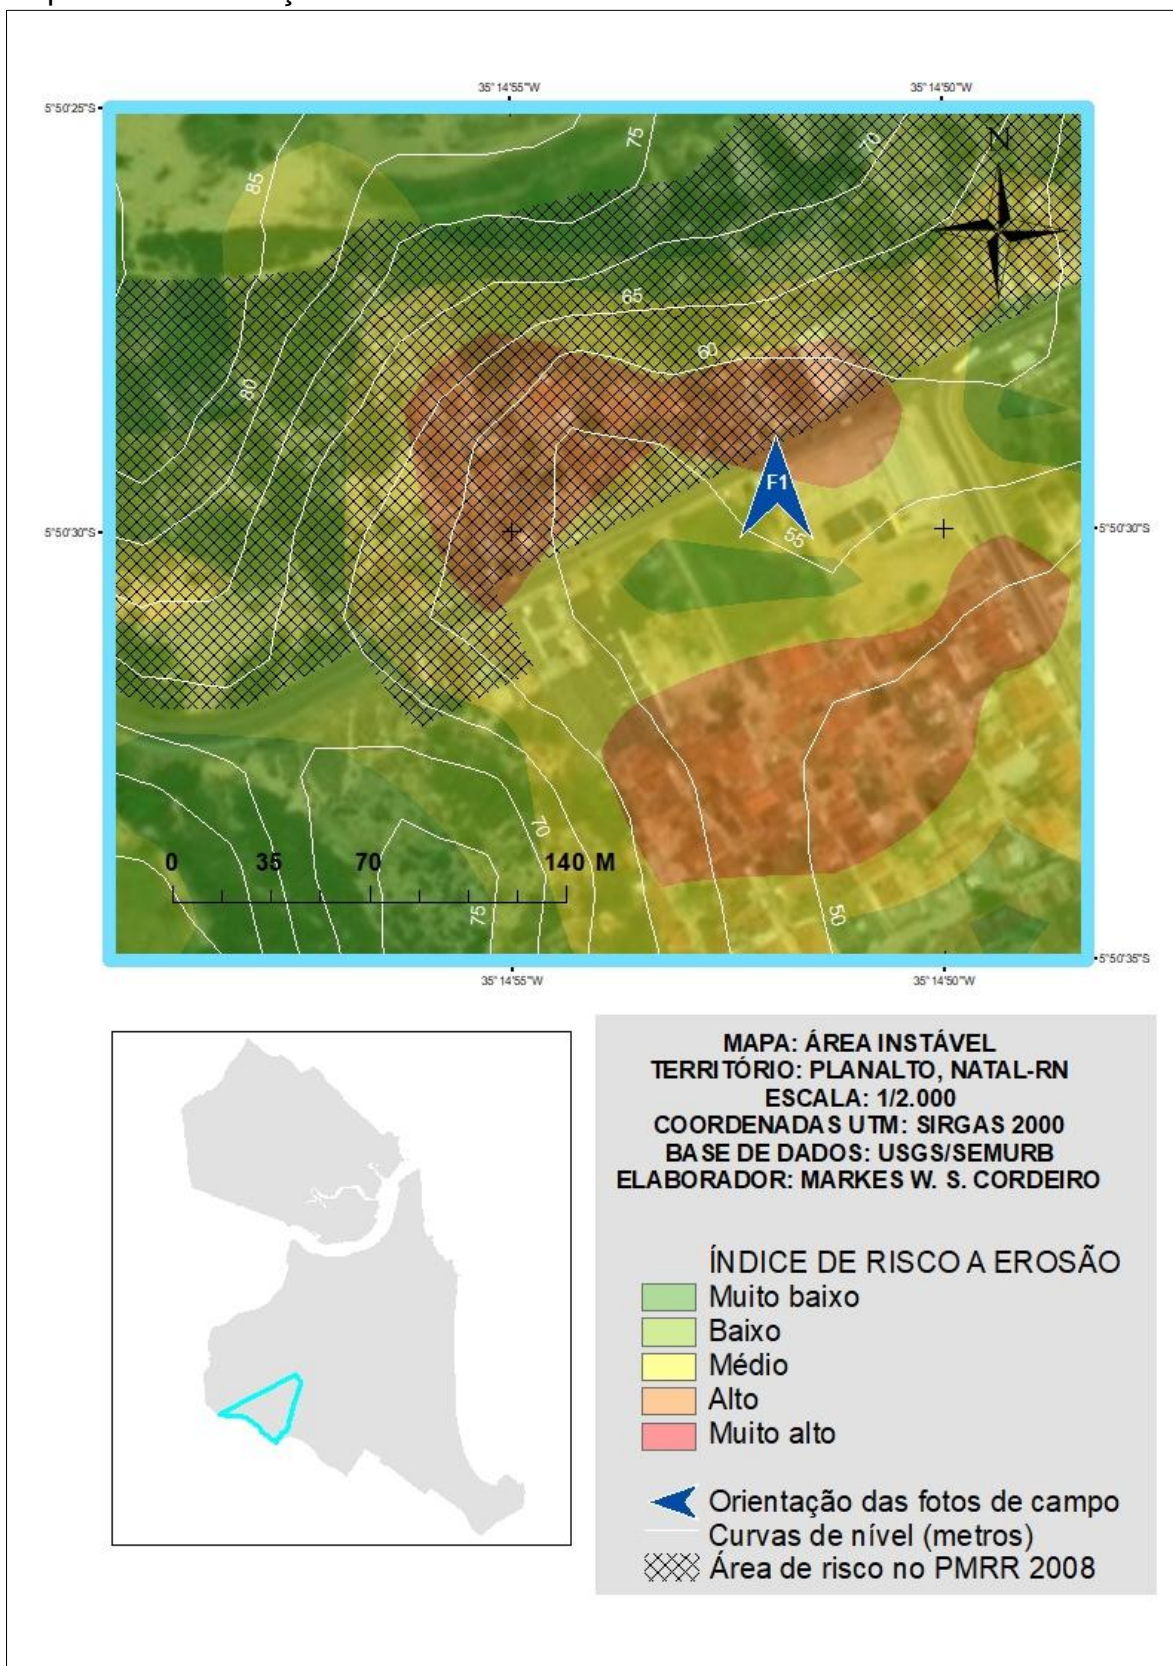 35°14'55"W
35°14'50"W
5°50'25"S
75
70
N
85
65
60
80
F1
5°50'30"S
5°50'30"S
55
70
0 35 70 140 M
75
50
5°50'35"S
35°14'55"W
35°14'50"W
MAPA: ÁREA INSTÁVEL
TERRITÓRIO: PLANALTO, NATAL-RN
ESCALA: 1/2.000
COORDENADAS UTM: SIRGAS 2000
BASE DE DADOS: USGS/SEMURB
ELABORADOR: MARKES W. S. CORDEIRO
ÍNDICE DE RISCO A EROSÃO
Muito baixo
Baixo
Médio
Alto
Muito alto
Orientação das fotos de campo
Curvas de nível (metros)
Área de risco no PMRR 2008